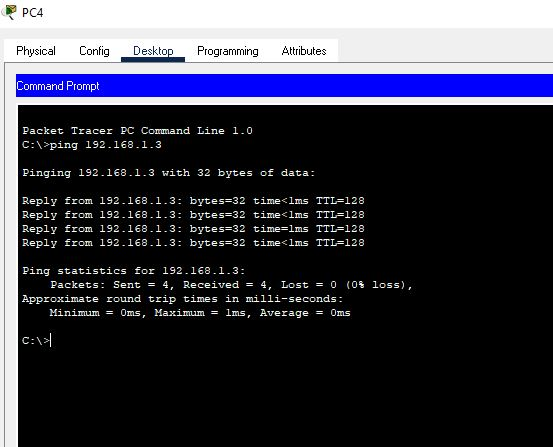 PC4
Physical Config Desktop Programming Attributes
Command Prompt
Packet Tracer PC Command Line 1.0
C:\>ping 192.168.1.3
Pinging 192.168.1.3 with 32 bytes of data:
Reply from 192.168.1.3: bytes=32 time<1ms TTL=128
Reply from 192.168.1.3: bytes=32 time<1ms TTL=128
Reply from 192.168.1.3: bytes=32 time=1ms TTL=128
Reply from 192.168.1.3: bytes=32 time<1ms TTL=128
Ping statistics for 192.168.1.3:
Packets: Sent = 4, Received = 4, Lost = 0 (0% loss),
Approximate round trip times in milli-seconds:
Minimum = 0ms, Maximum = 1ms, Average = 0ms
C:\>